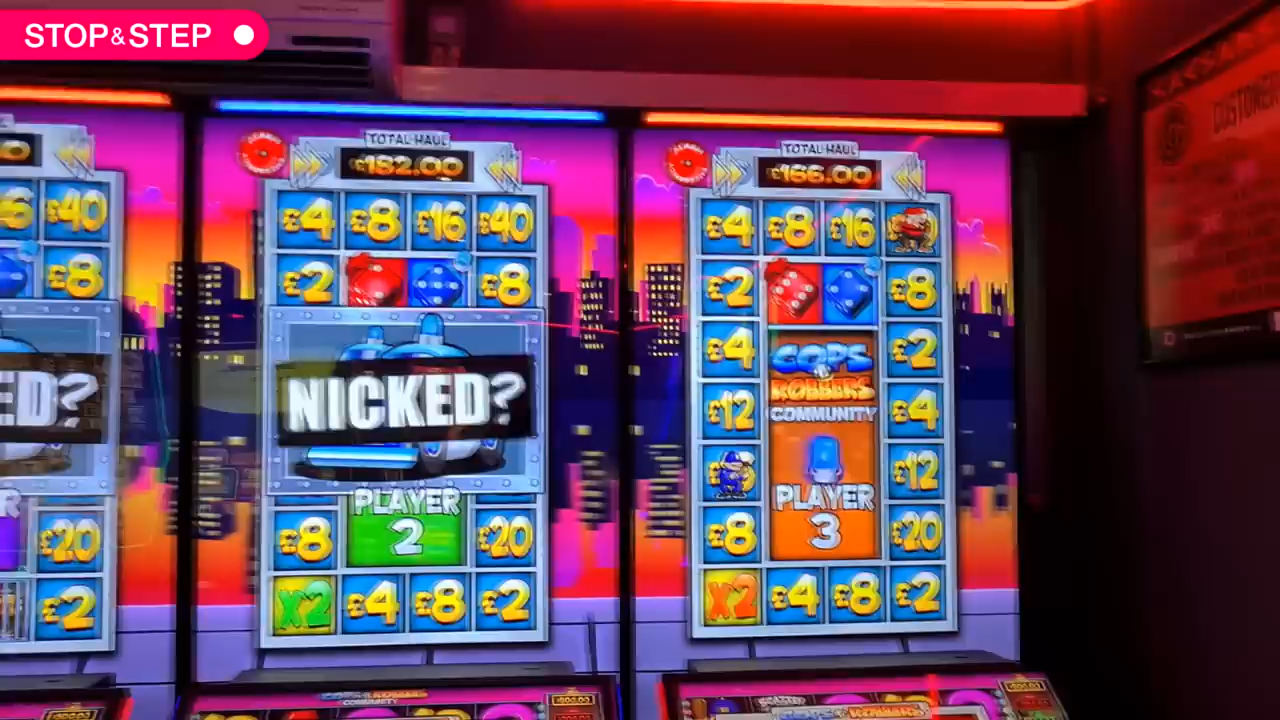 STOP&STEP
£40
£8
ED?
£20
£2
TOTAL HAUL
£182.00
£4 £8 £16 £40
£2 £8
NICKED?
PLAYER
2
£8 £20
X2 £4 £8 £2
TOTAL HAUL
£166.00
£4 £8 £16
£2 £8
£4 £2
COPS
N
ROBBERS
COMMUNITY
£12 £4
£12
PLAYER
3
£8 £20
X2 £4 £8 £2
CUSTOME